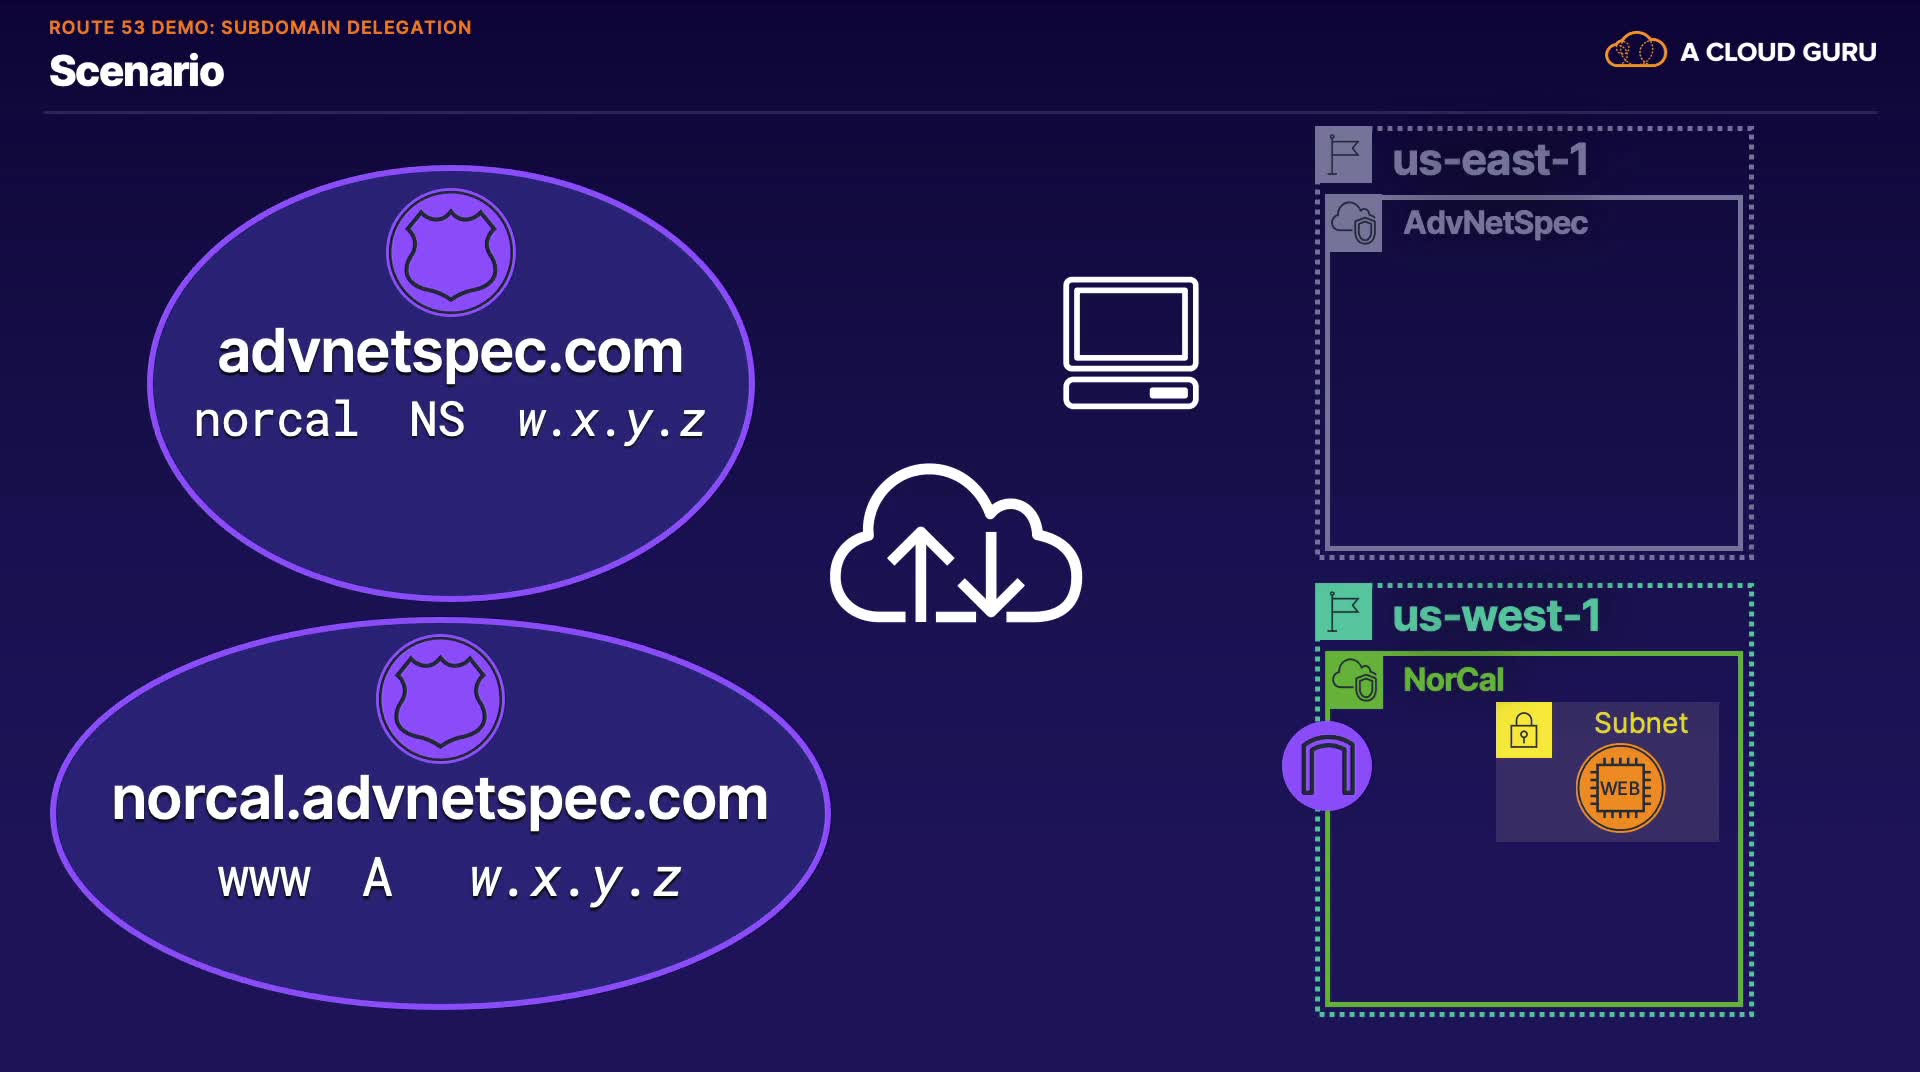 ROUTE 53 DEMO: SUBDOMAIN DELEGATION
Scenario
A CLOUD GURU
advnetspec.com
norcal NS w.x.y.z
norcal.advnetspec.com
www A w.x.y.z
us-east-1
AdvNetSpec
us-west-1
NorCal
Subnet
WEB